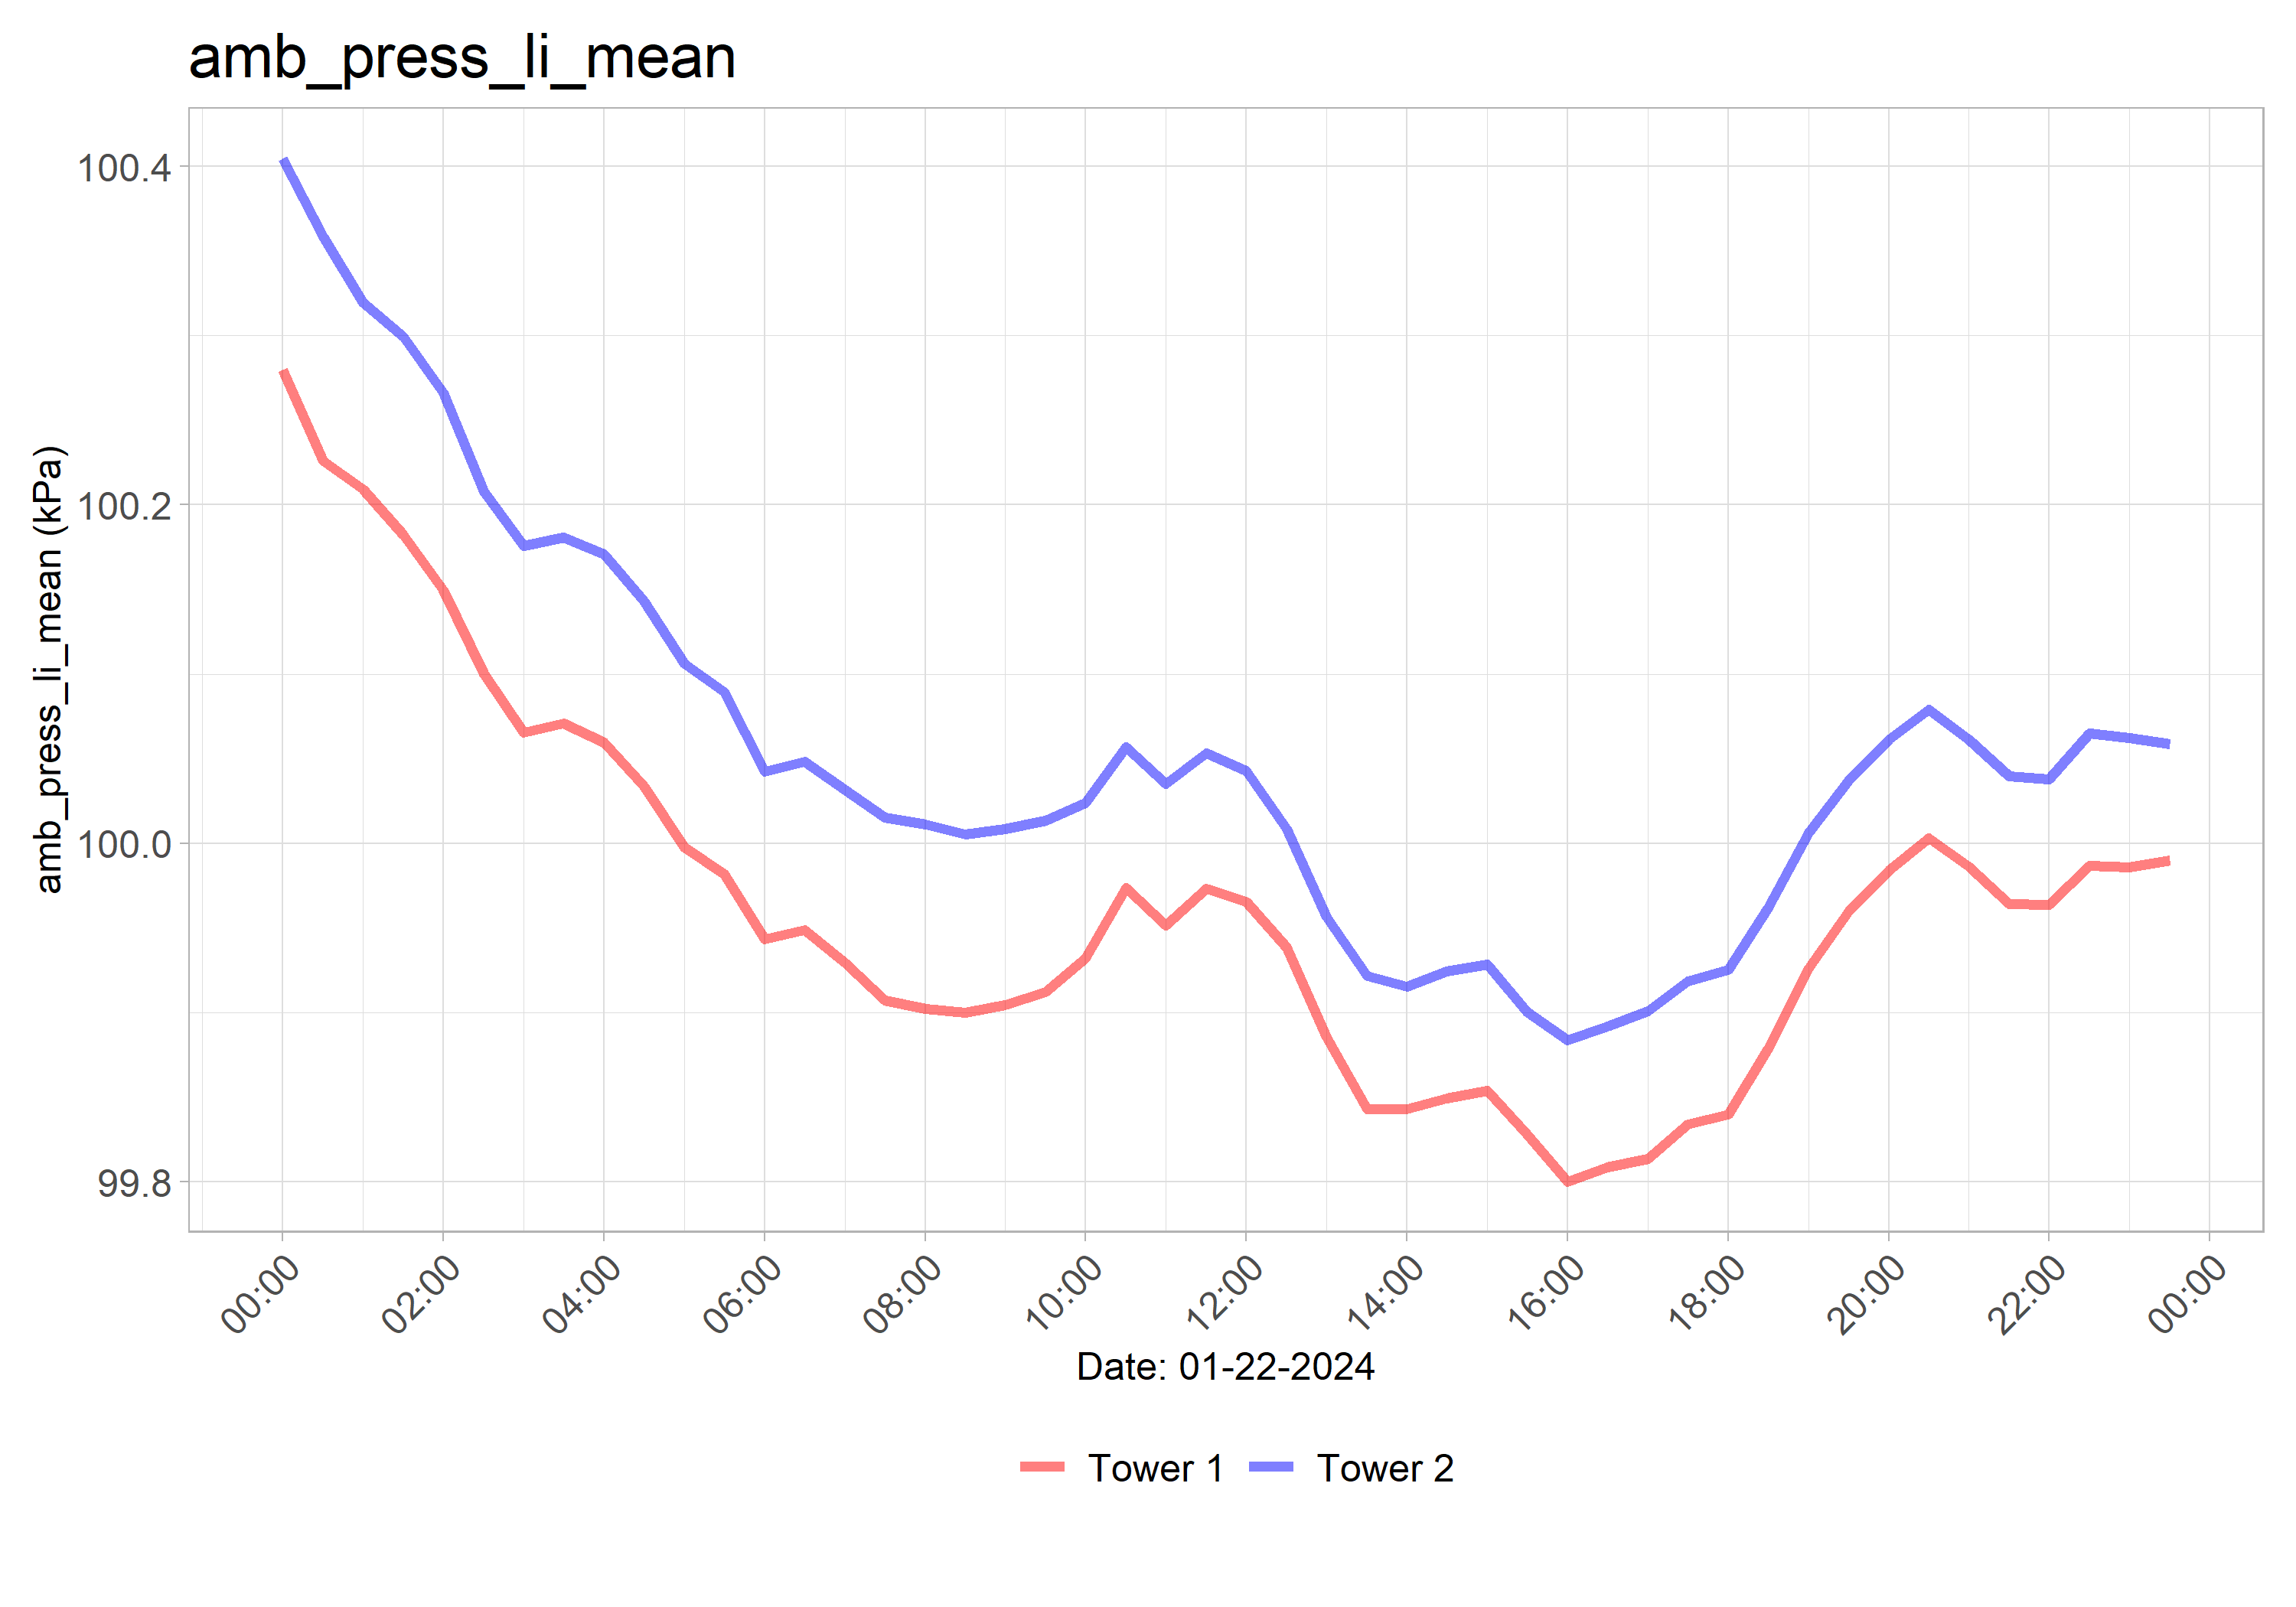 amb_press_li_mean
amb_press_li_mean (kPa)
100.4
100.2
100.0
99.8
00:00 02:00 04:00 06:00 08:00 10:00 12:00 14:00 16:00 18:00 20:00 22:00 00:00
Date: 01-22-2024
Tower 1 Tower 2